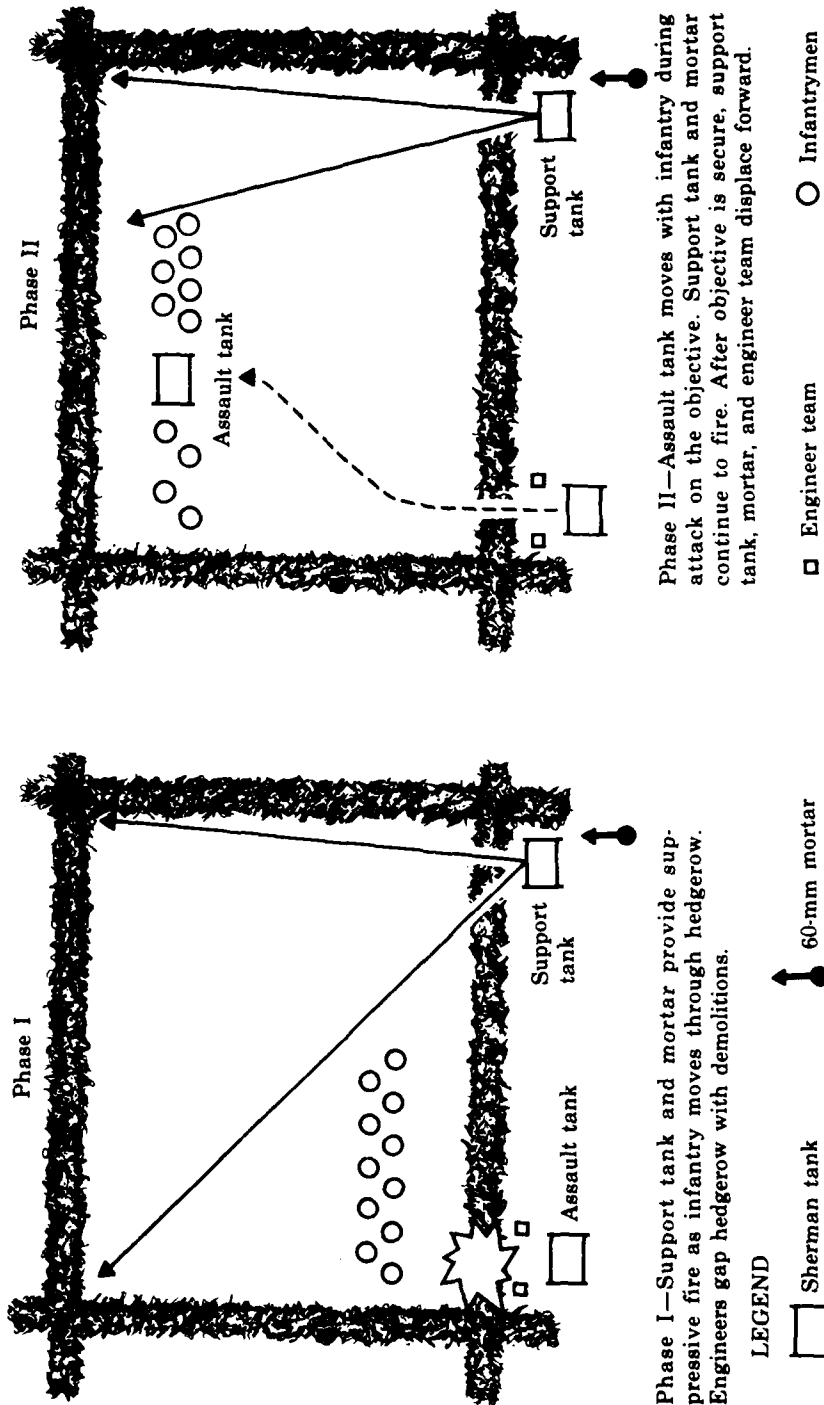 Phase I
Support
tank
Assault tank
Phase I—Support tank and mortar provide sup-
pressive fire as infantry moves through hedgerow.
Engineers gap hedgerow with demolitions.
Phase II
Assault tank
Support
tank
Phase II—Assault tank moves with infantry during
attack on the objective. Support tank and mortar
continue to fire. After objective is secure, support
tank, mortar, and engineer team displace forward.
LEGEND
Sherman tank
60-mm mortar
Engineer team
Infantrymen